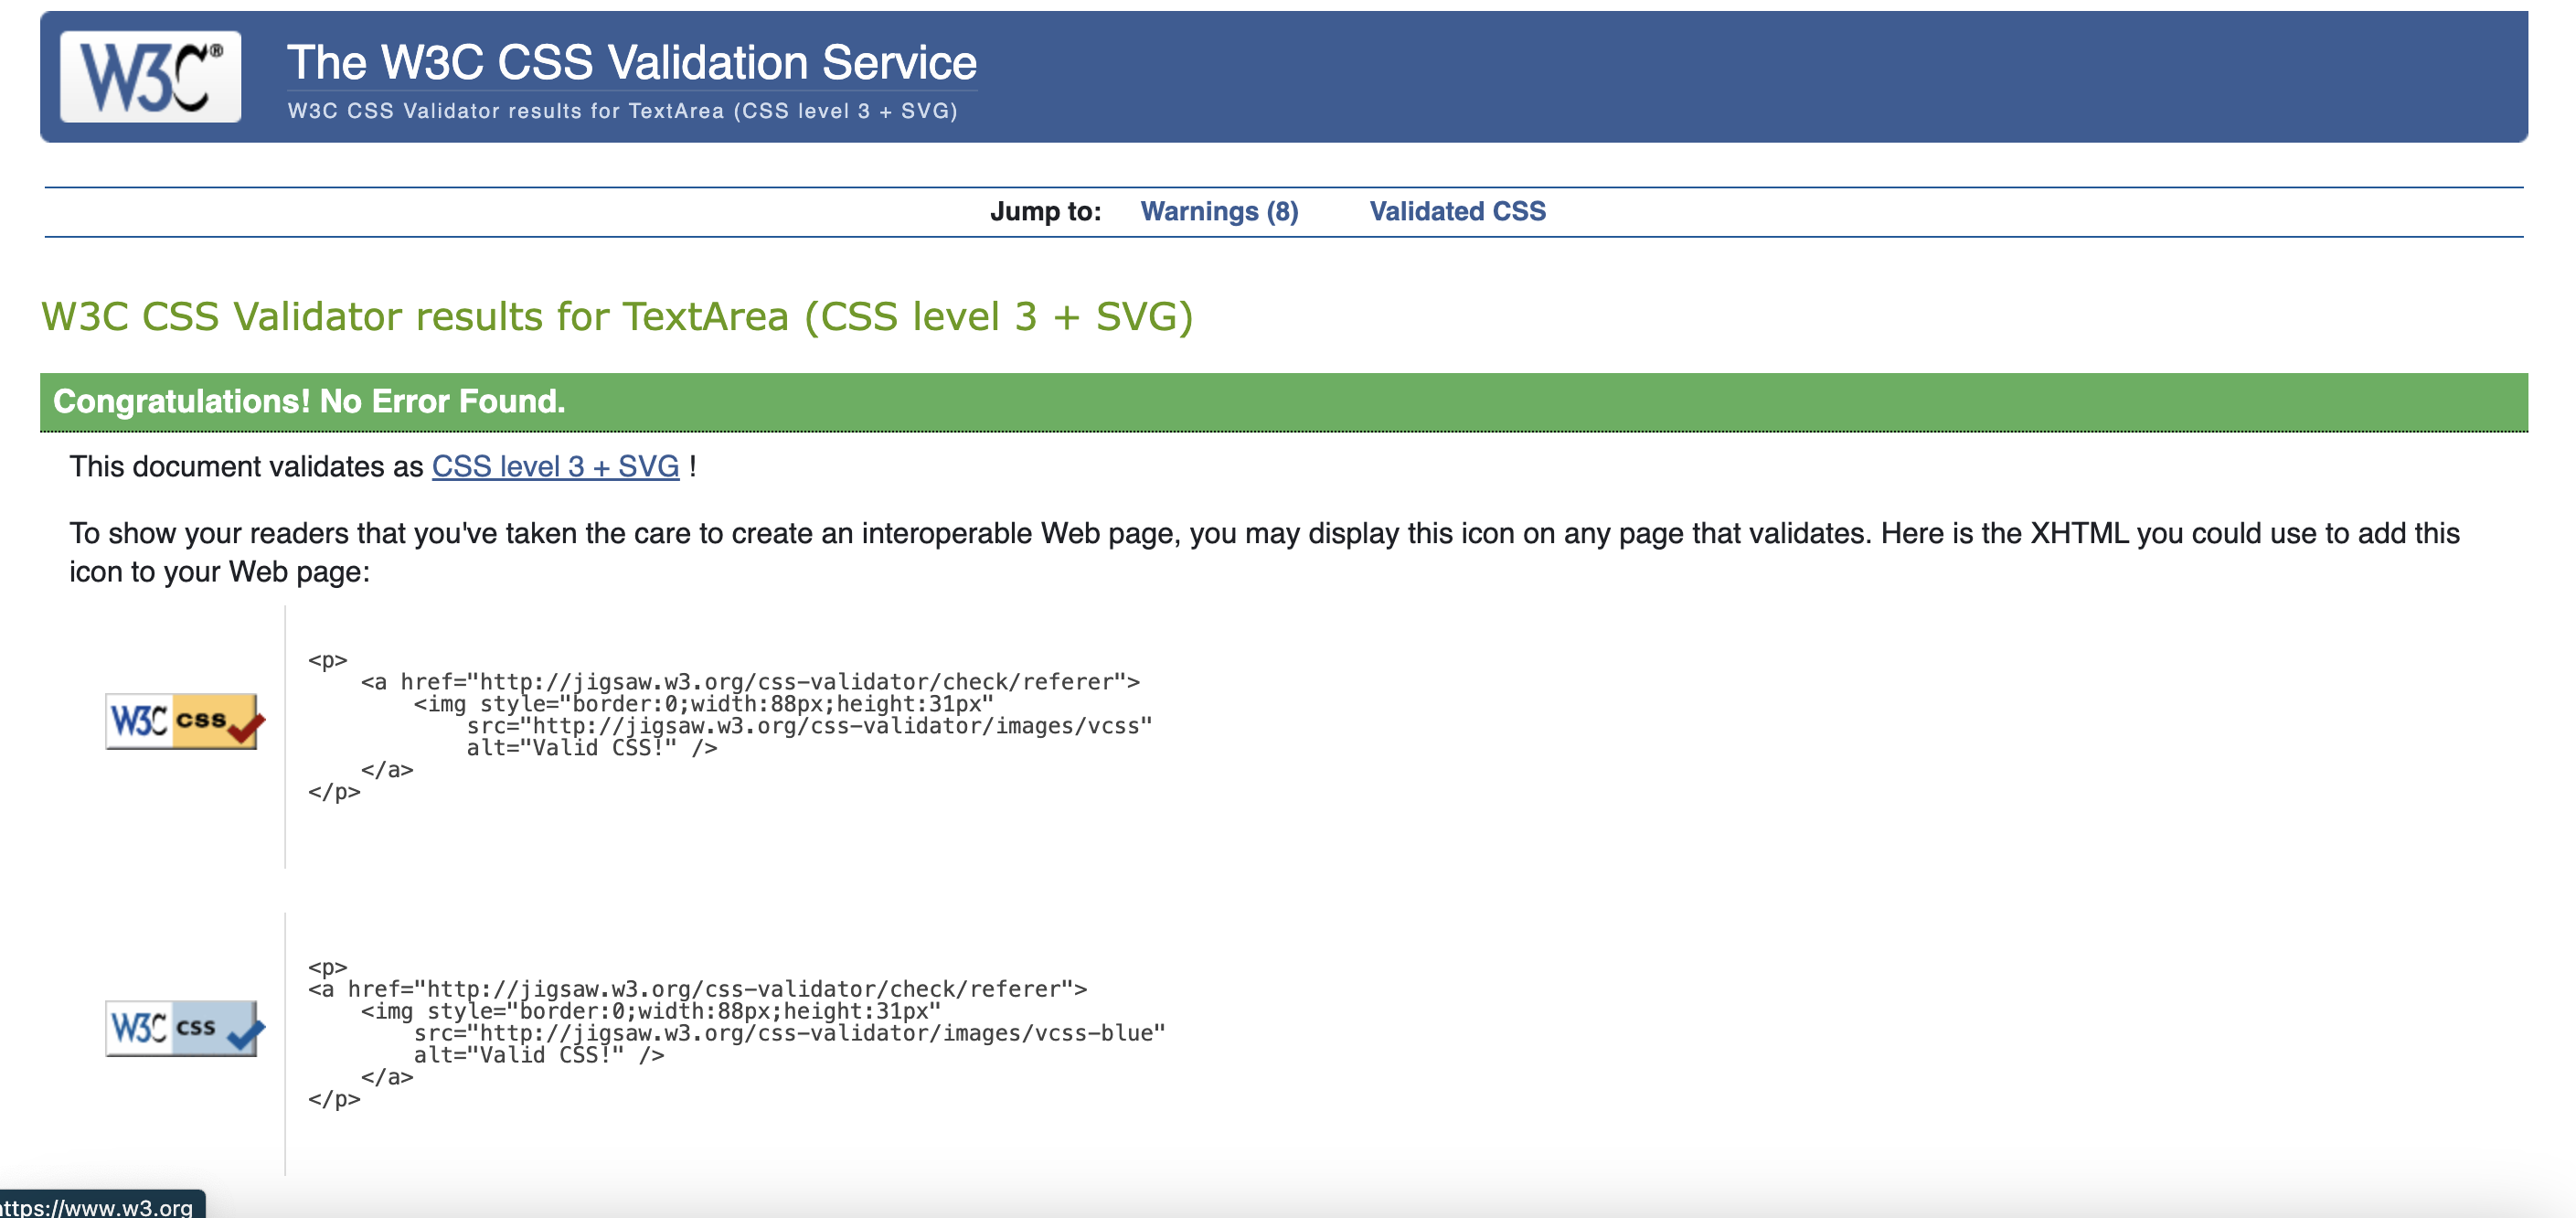 W3C®
The W3C CSS Validation Service
W3C CSS Validator results for TextArea (CSS level 3 + SVG)
Jump to: Warnings (8) Validated CSS
W3C CSS Validator results for TextArea (CSS level 3 + SVG)
Congratulations! No Error Found.
This document validates as CSS level 3 + SVG !
To show your readers that you've taken the care to create an interoperable Web page, you may display this icon on any page that validates. Here is the XHTML you could use to add this
icon to your Web page:
W3C css
<p>
    <a href="http://jigsaw.w3.org/css-validator/check/referer">
        <img style="border:0;width:88px;height:31px"
            src="http://jigsaw.w3.org/css-validator/images/vcss"
            alt="Valid CSS!" />
    </a>
</p>
W3C css
<p>
<a href="http://jigsaw.w3.org/css-validator/check/referer">
    <img style="border:0;width:88px;height:31px"
        src="http://jigsaw.w3.org/css-validator/images/vcss-blue"
        alt="Valid CSS!" />
    </a>
</p>
ttps://www.w3.org